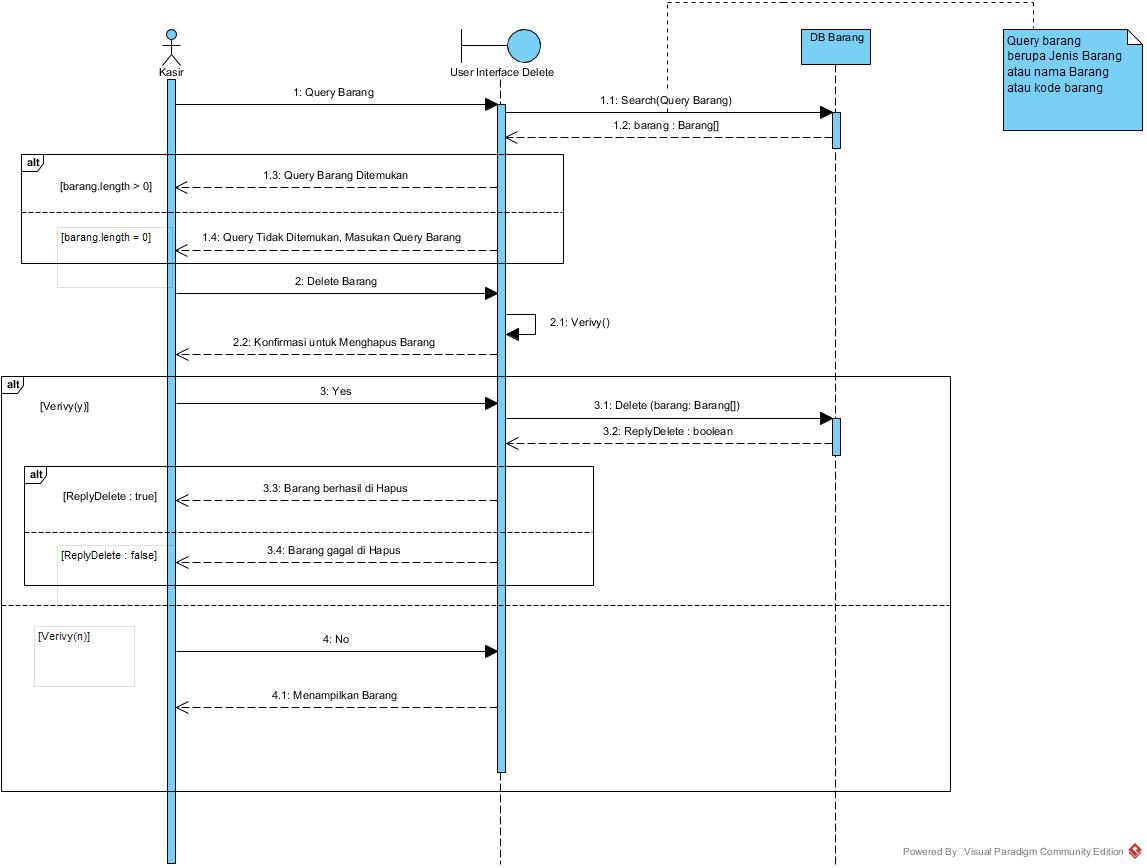 Kasir
User Interface Delete
DB Barang
Query barang
berupa Jenis Barang
atau nama Barang
atau kode barang
1: Query Barang
1.1: Search(Query Barang)
1.2: barang : Barang[]
alt
[barang.length > 0]
1.3: Query Barang Ditemukan
[barang.length = 0]
1.4: Query Tidak Ditemukan, Masukan Query Barang
2: Delete Barang
2.1: Verivy()
2.2: Konfirmasi untuk Menghapus Barang
alt
[Verivy(y)]
3: Yes
3.1: Delete (barang: Barang[])
3.2: ReplyDelete : boolean
alt
[ReplyDelete : true]
3.3: Barang berhasil di Hapus
[ReplyDelete : false]
3.4: Barang gagal di Hapus
[Verivy(n)]
4: No
4.1: Menampilkan Barang
Powered By Visual Paradigm Community Edition